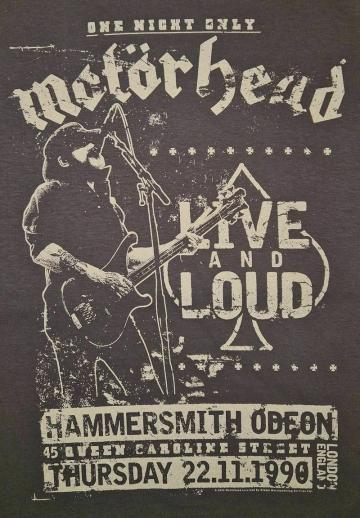 ONE NIGHT ONLY
motörhead
LIVE
AND
LOUD
HAMMERSMITH ODEON
45 QUEEN CAROLINE STREET
LONDON
ENGLAND
THURSDAY 22.11.1990